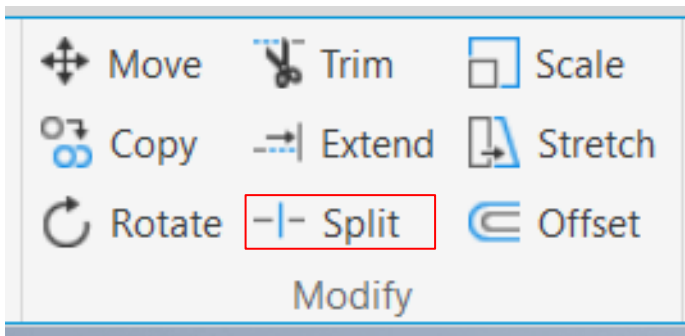 Move Trim Scale
Copy Extend Stretch
Rotate Split Offset
Modify